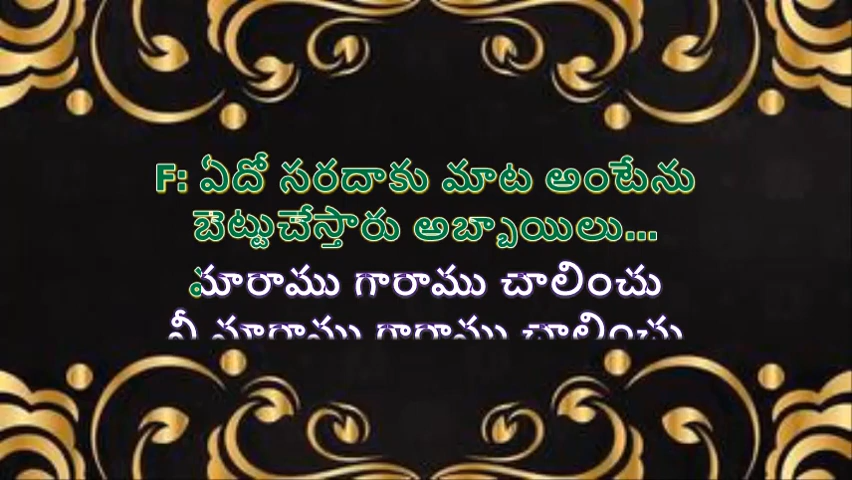 F: ఏదో సరదాకు మాట అంటేను
బెట్టుచేస్తారు అబ్బాయిలు...
మారాము గారాము చాలించు
నీ మారాము గారాము చాలించు